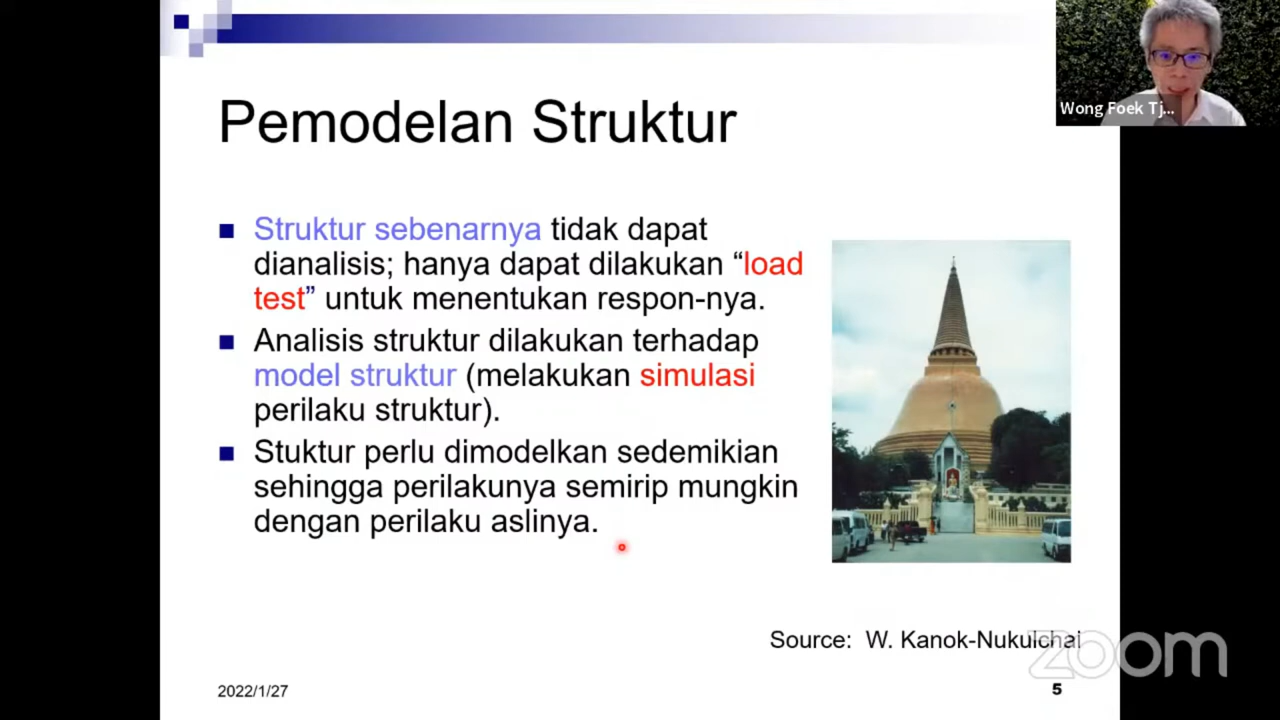 Wong Foek Tj...
Pemodelan Struktur
Struktur sebenarnya tidak dapat
dianalisis; hanya dapat dilakukan “load
test” untuk menentukan respon-nya.
Analisis struktur dilakukan terhadap
model struktur (melakukan simulasi
perilaku struktur).
Stuktur perlu dimodelkan sedemikian
sehingga perilakunya semirip mungkin
dengan perilaku aslinya.
Source: W. Kanok-Nukulchai
zoom
2022/1/27
5